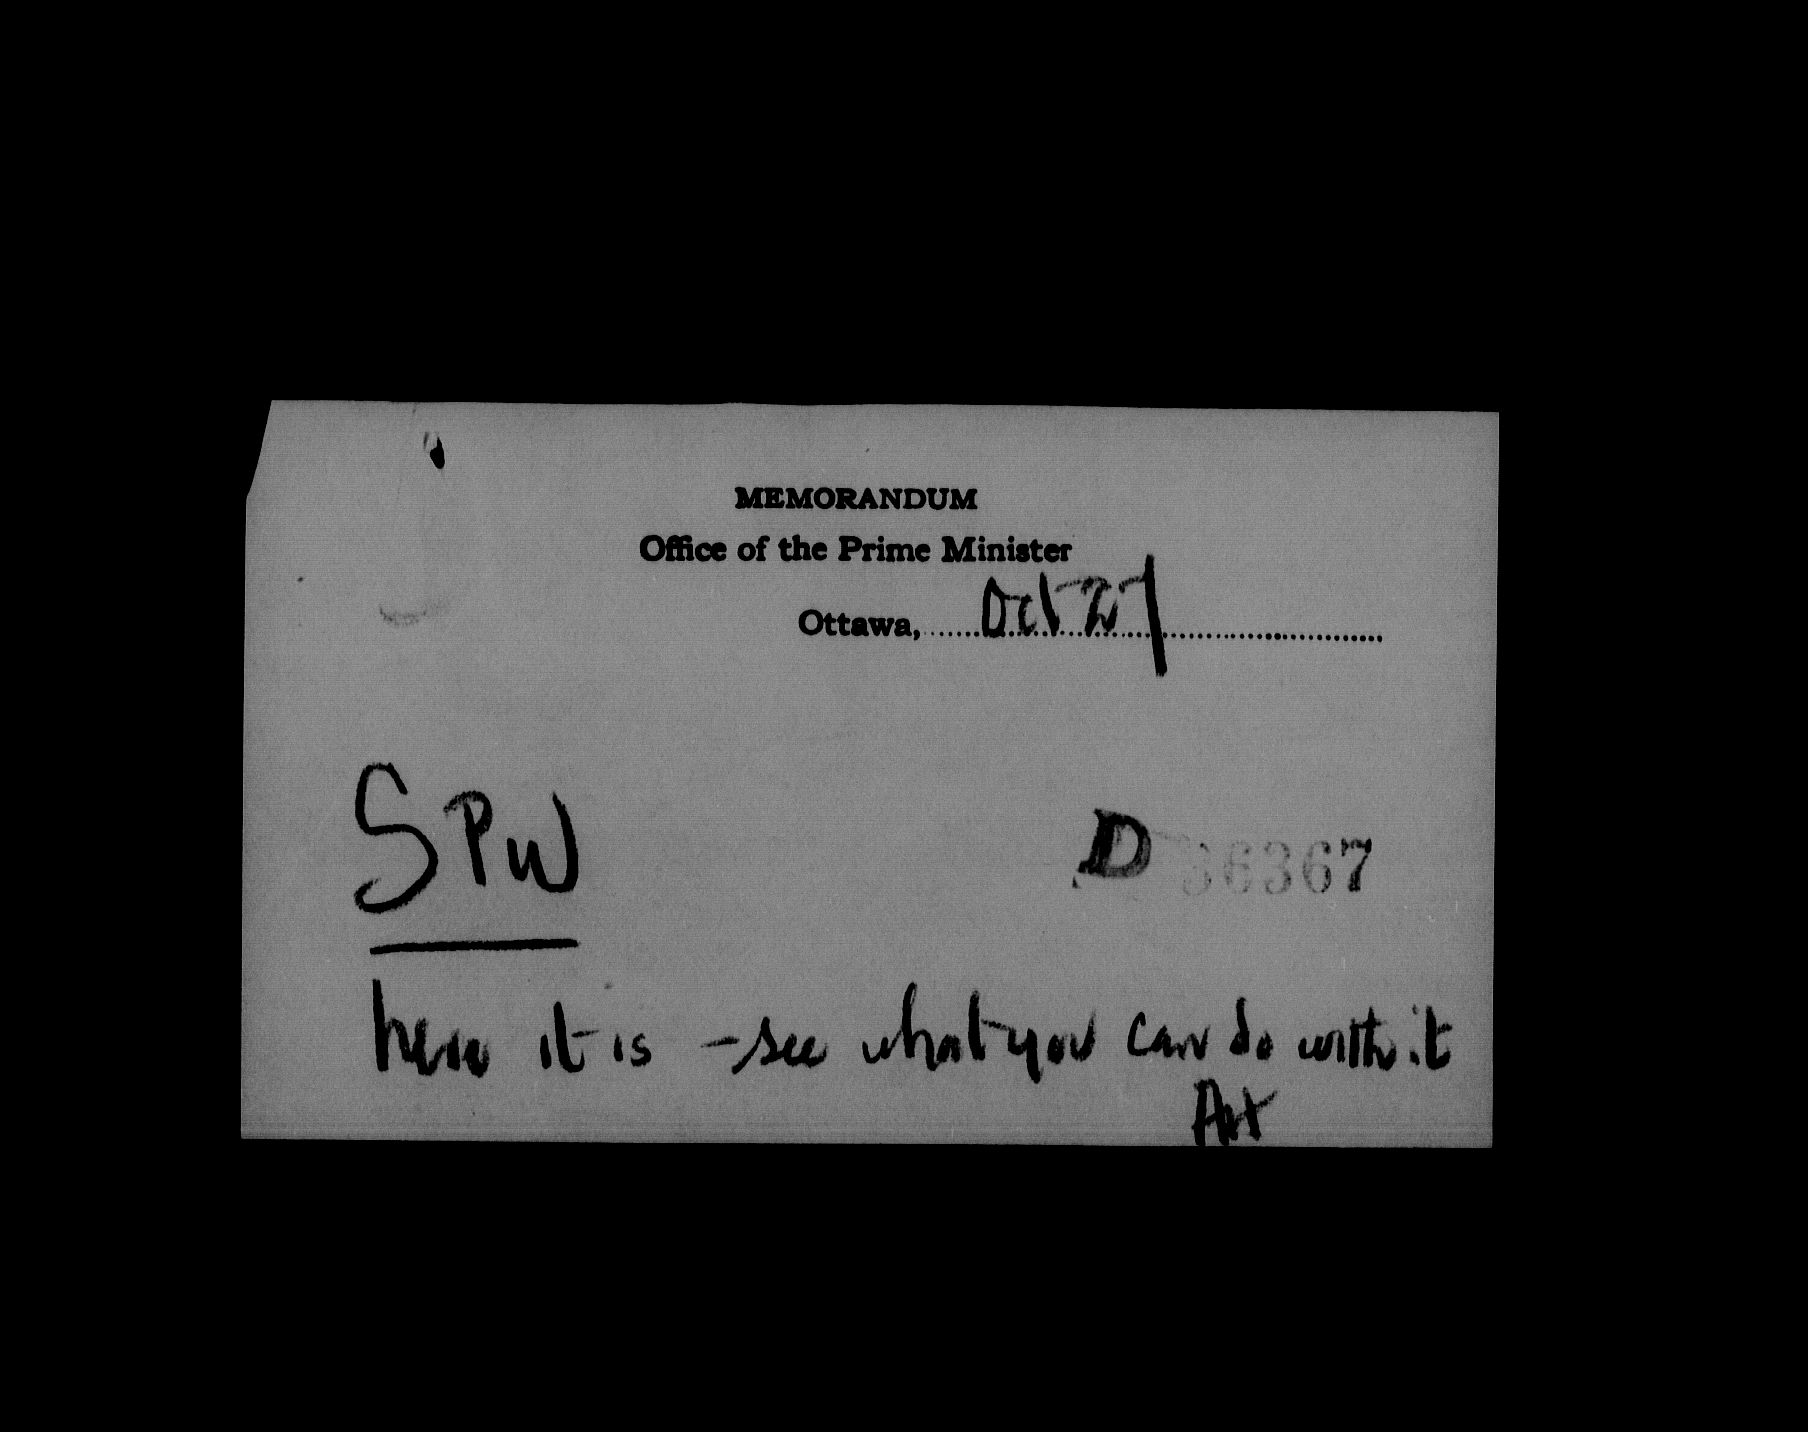 MEMORANDUM
Office of the Prime Minister
Ottawa, Oct 27
SPW
D 36367
here it is - see what you can do with it